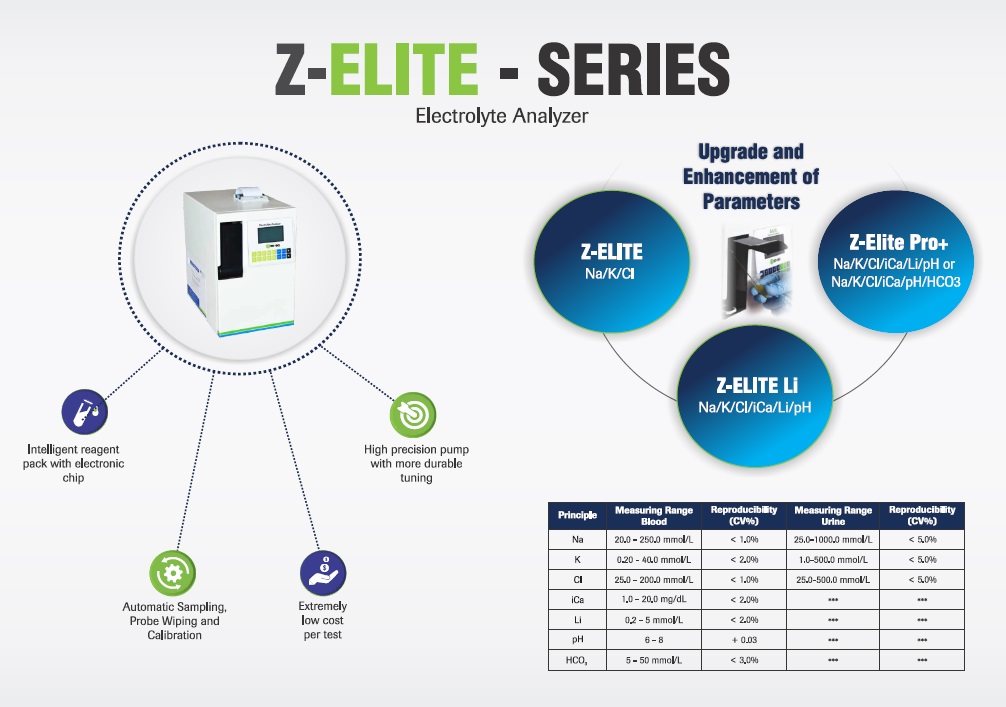 Z-ELITE - SERIES
Electrolyte Analyzer
Intelligent reagent
pack with electronic
chip
Automatic Sampling,
Probe Wiping and
Calibration
Extremely
low cost
per test
High precision pump
with more durable
tuning
Upgrade and
Enhancement of
Parameters
Z-ELITE
Na/K/Cl
Z-Elite Pro+
Na/K/Cl/iCa/Li/pH or
Na/K/Cl/iCa/pH/HCO3
Z-ELITE Li
Na/K/Cl/iCa/Li/pH
Principle Measuring Range Blood Reproducibility (CV%) Measuring Range Urine Reproducibility (CV%)
Na 20.0 – 250.0 mmol/L < 1.0% 25.0-1000.0 mmol/L < 5.0%
K 0.20 – 40.0 mmol/L < 2.0% 1.0-500.0 mmol/L < 5.0%
Cl 25.0 – 200.0 mmol/L < 1.0% 25.0-500.0 mmol/L < 5.0%
iCa 1.0 – 20.0 mg/dL < 2.0% *** ***
Li 0.2 – 5 mmol/L < 2.0% *** ***
pH 6 – 8 + 0.03 *** ***
HCO₃ 5 – 50 mmol/L < 3.0% *** ***